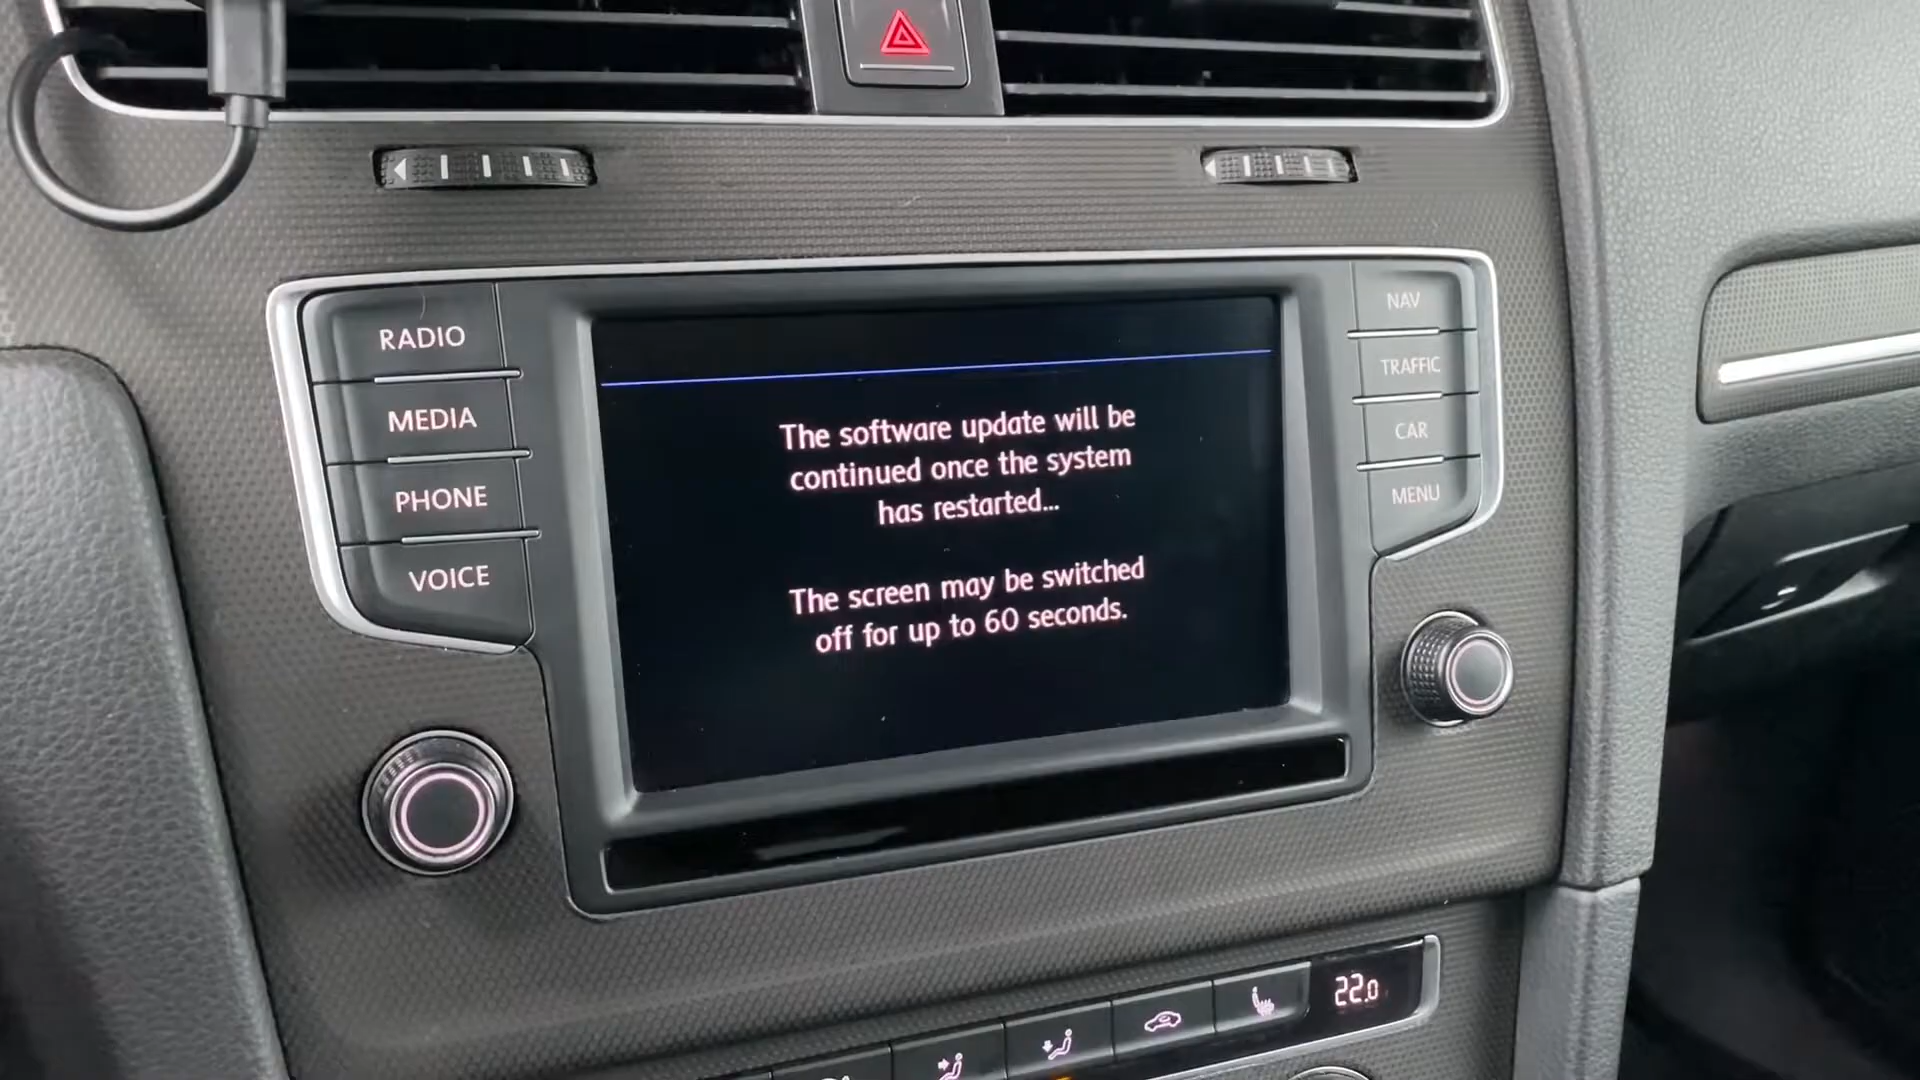 RADIO
MEDIA
PHONE
VOICE
The software update will be
continued once the system
has restarted...
The screen may be switched
off for up to 60 seconds.
NAV
TRAFFIC
CAR
MENU
22.0